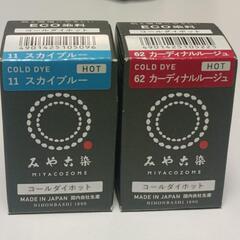 ECO染料
4901425105096
11 スカイブルー
COLD DYE HOT
11 スカイブルー
みや古染
MIYACOZOME
コールダイホット
MADE IN JAPAN 国内自社生産
NIHONBASHI 1890
ECO染料
62 カーディナルルージュ
COLD DYE HOT
62 カーディナルルージュ
みや古染
MIYACOZOME
コールダイホット
MADE IN JAPAN 国内自社生産
NIHONBASHI 1890